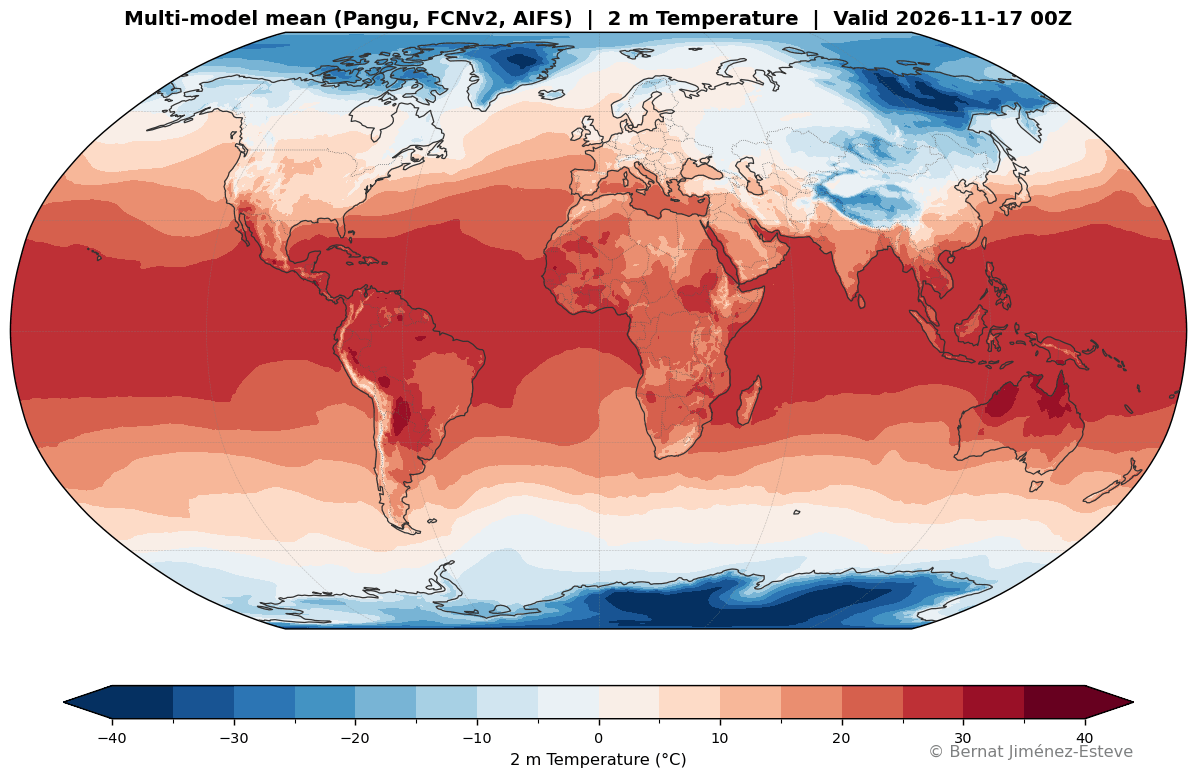 Multi-model mean (Pangu, FCNv2, AIFS)  |  2 m Temperature  |  Valid 2026-11-17 00Z
−40 −30 −20 −10 0 10 20 30 40
2 m Temperature (°C)
© Bernat Jiménez-Esteve